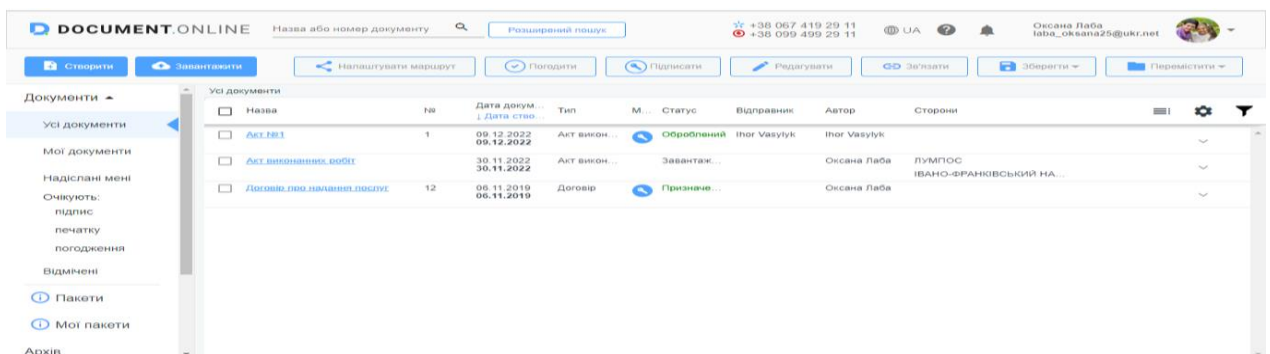 DOCUMENT.ONLINE
Назва або номер документу
Розширений пошук
+38 067 419 29 11
+38 099 499 29 11
UA
Оксана Лаба
laba_oksana25@ukr.net
Створити
Завантажити
Налаштувати маршрут
Погодити
Підписати
Редагувати
Зв'язати
Зберегти
Перемістити
Документи
Усі документи
Мої документи
Надіслані мені
Очікують:
підпис
печатку
погодження
Відмічені
Пакети
Мої пакети
Архів
Усі документи
Назва № Дата докум... Тип М... Статус Відправник Автор Сторони
↓ Дата ство...
Акт №1 1 09.12.2022 Акт викон... Оброблений Ihor Vasylyk Ihor Vasylyk
09.12.2022
Акт виконанних робіт 30.11.2022 Акт викон... Завантаж... Оксана Лаба ЛУМПОС
30.11.2022 ІВАНО-ФРАНКІВСЬКИЙ НА...
Договір про надання послуг 12 06.11.2019 Договір Призначе... Оксана Лаба
06.11.2019